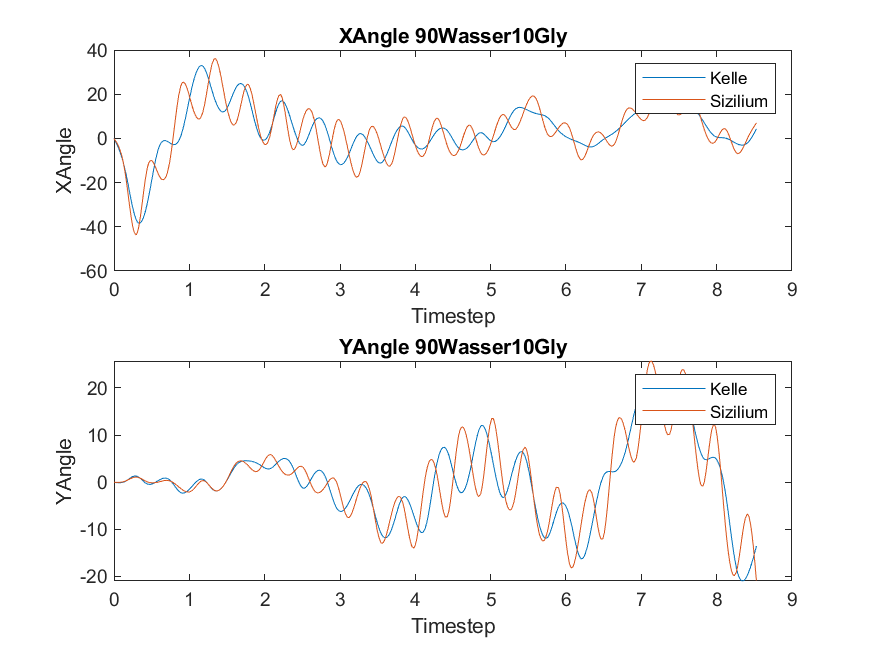 XAngle 90Wasser10Gly
40
20
0
-20
-40
-60
XAngle
Kelle
Sizilium
0 1 2 3 4 5 6 7 8 9
Timestep
YAngle 90Wasser10Gly
20
10
0
-10
-20
YAngle
Kelle
Sizilium
0 1 2 3 4 5 6 7 8 9
Timestep